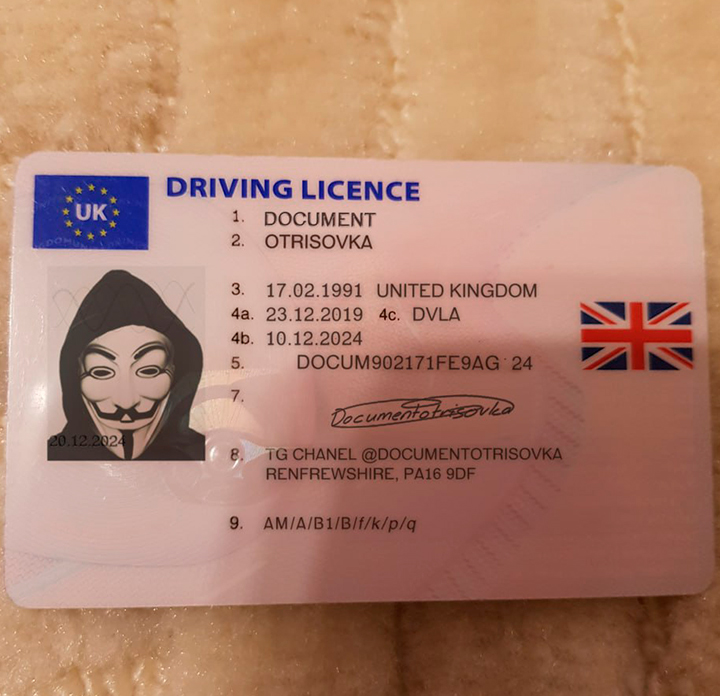 UK
DRIVING LICENCE
1. DOCUMENT
2. OTRISOVKA
3. 17.02.1991 UNITED KINGDOM
4a. 23.12.2019 4c. DVLA
4b. 10.12.2024
5. DOCUM902171FE9AG 24
7. Documentotrisovka
20.12.2024
8. TG CHANEL @DOCUMENTOTRISOVKA
RENFREWSHIRE, PA16 9DF
9. AM/A/B1/B/f/k/p/q